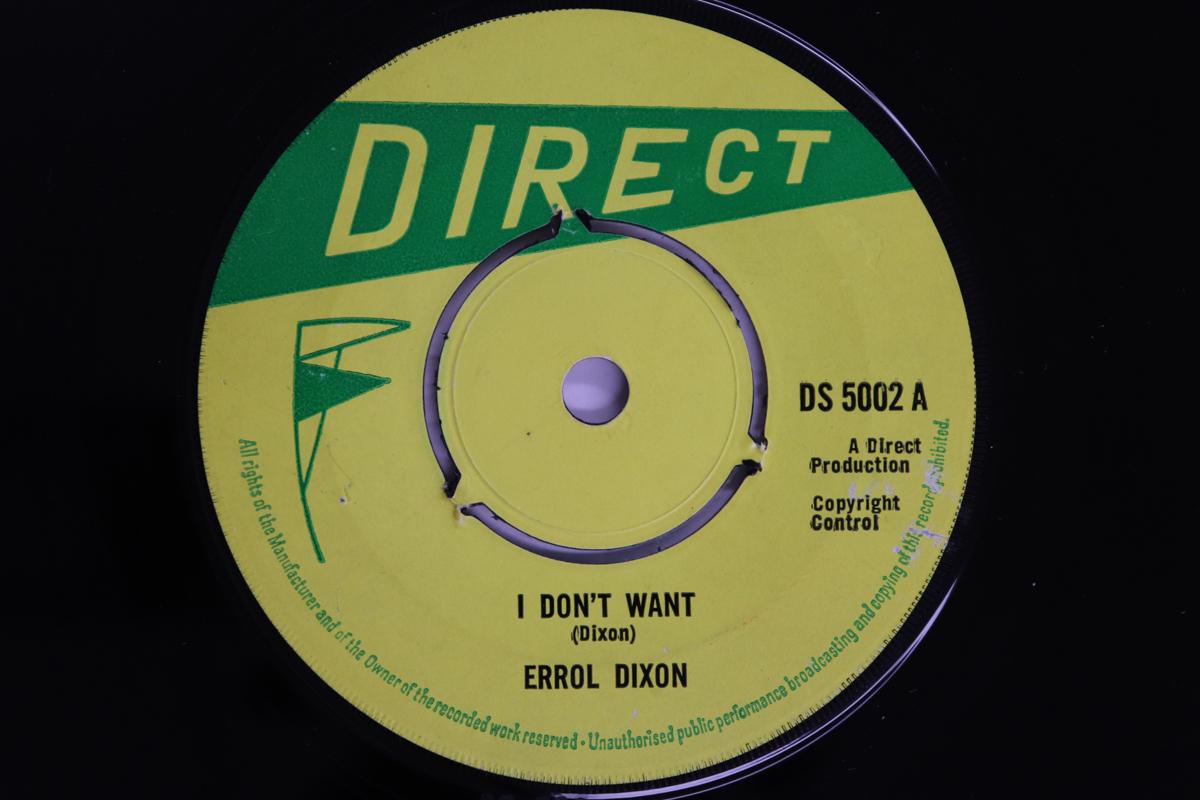 DIRECT
DS 5002 A
A Direct
Production
Copyright
Control
I DON'T WANT
(Dixon)
ERROL DIXON
All rights of the Manufacturer and of the Owner of the recorded work reserved · Unauthorised public performance broadcasting and copying of this record prohibited.